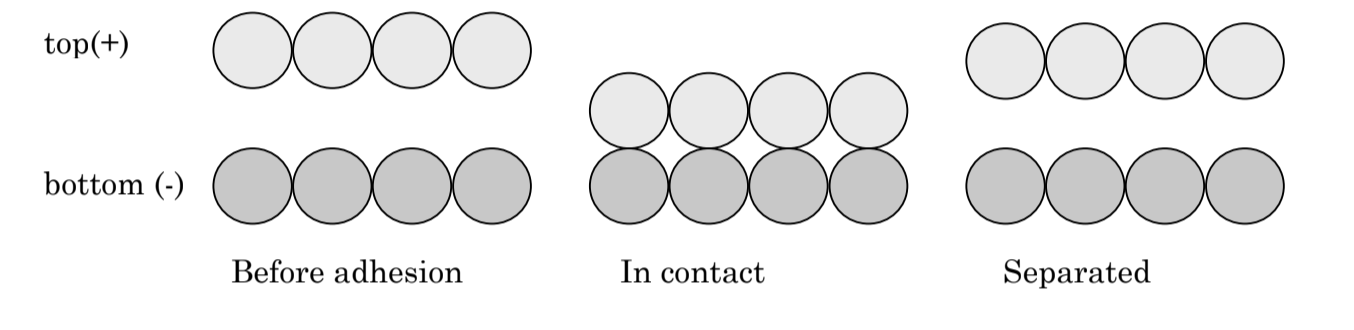 top(+)
bottom (-)
Before adhesion
In contact
Separated